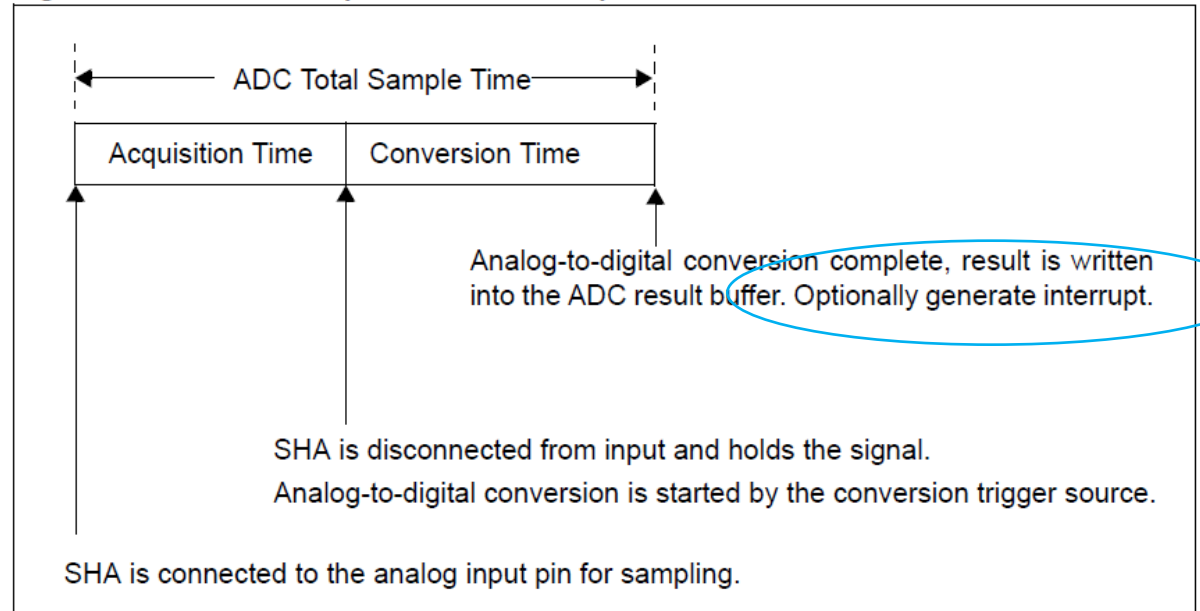 ADC Total Sample Time
Acquisition Time
Conversion Time
Analog-to-digital conversion complete, result is written
into the ADC result buffer. Optionally generate interrupt.
SHA is disconnected from input and holds the signal.
Analog-to-digital conversion is started by the conversion trigger source.
SHA is connected to the analog input pin for sampling.